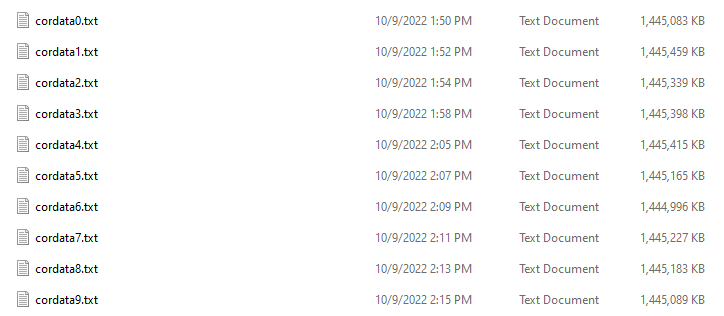 cordata0.txt 10/9/2022 1:50 PM Text Document 1,445,083 KB
cordata1.txt 10/9/2022 1:52 PM Text Document 1,445,459 KB
cordata2.txt 10/9/2022 1:54 PM Text Document 1,445,339 KB
cordata3.txt 10/9/2022 1:58 PM Text Document 1,445,398 KB
cordata4.txt 10/9/2022 2:05 PM Text Document 1,445,415 KB
cordata5.txt 10/9/2022 2:07 PM Text Document 1,445,165 KB
cordata6.txt 10/9/2022 2:09 PM Text Document 1,444,996 KB
cordata7.txt 10/9/2022 2:11 PM Text Document 1,445,227 KB
cordata8.txt 10/9/2022 2:13 PM Text Document 1,445,183 KB
cordata9.txt 10/9/2022 2:15 PM Text Document 1,445,089 KB